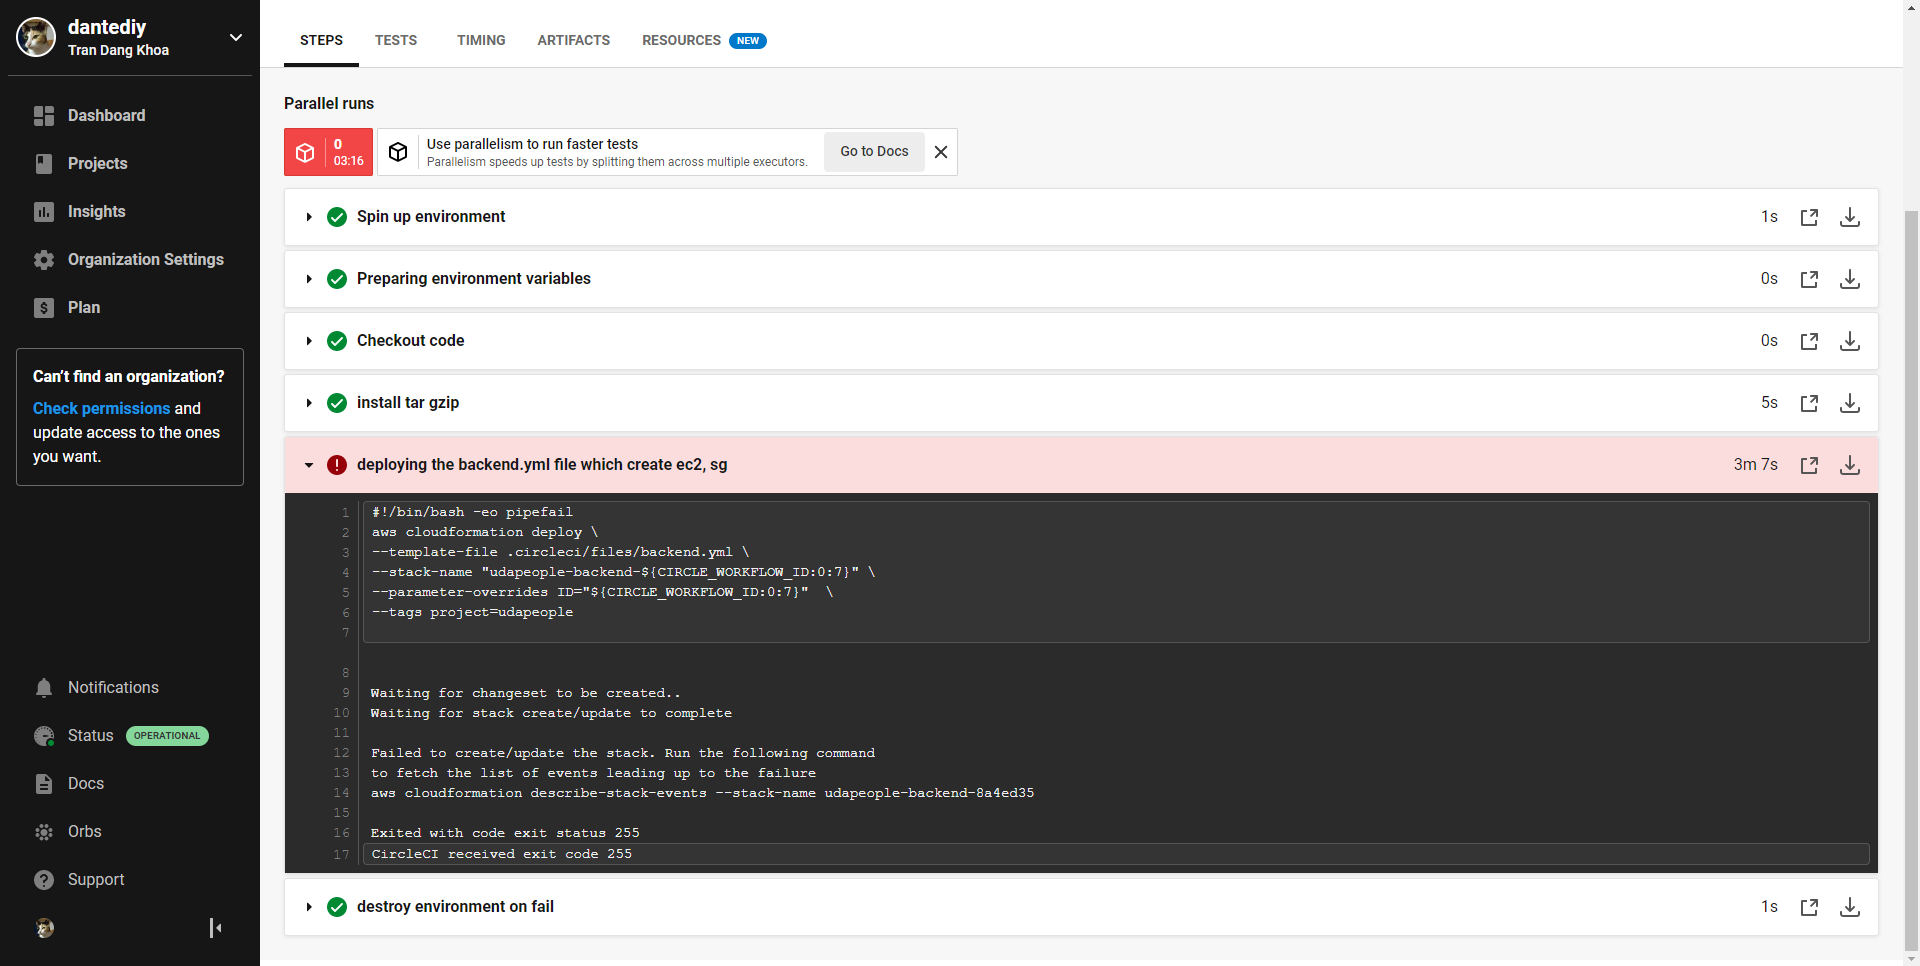 dantediy
Tran Dang Khoa
Dashboard
Projects
Insights
Organization Settings
Plan
Can't find an organization?
Check permissions and
update access to the ones
you want.
Notifications
Status OPERATIONAL
Docs
Orbs
Support
STEPS TESTS TIMING ARTIFACTS RESOURCES NEW
Parallel runs
0
03:16
Use parallelism to run faster tests
Parallelism speeds up tests by splitting them across multiple executors.
Go to Docs
Spin up environment 1s
Preparing environment variables 0s
Checkout code 0s
install tar gzip 5s
deploying the backend.yml file which create ec2, sg 3m 7s
1 #!/bin/bash -eo pipefail
2 aws cloudformation deploy \
3 --template-file .circleci/files/backend.yml \
4 --stack-name "udapeople-backend-${CIRCLE_WORKFLOW_ID:0:7}" \
5 --parameter-overrides ID="${CIRCLE_WORKFLOW_ID:0:7}"  \
6 --tags project=udapeople
7
8
9 Waiting for changeset to be created..
10 Waiting for stack create/update to complete
11
12 Failed to create/update the stack. Run the following command
13 to fetch the list of events leading up to the failure
14 aws cloudformation describe-stack-events --stack-name udapeople-backend-8a4ed35
15
16 Exited with code exit status 255
17 CircleCI received exit code 255
destroy environment on fail 1s